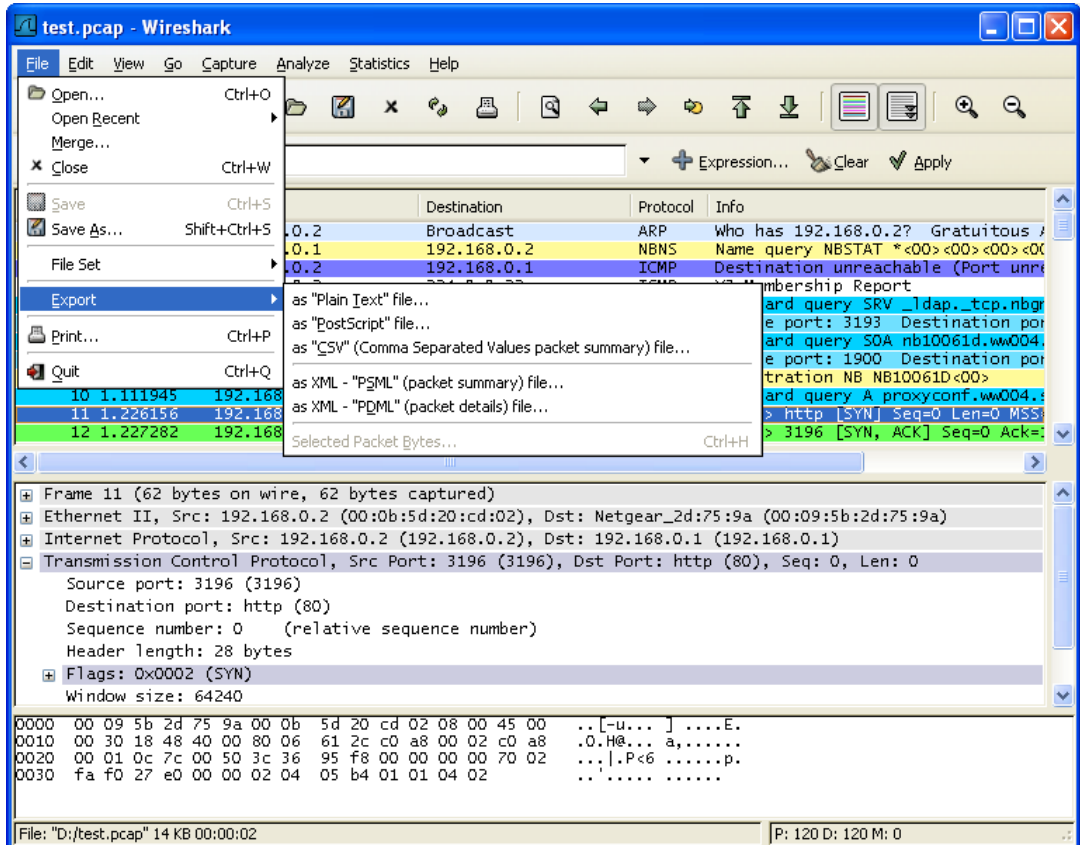 test.pcap - Wireshark
File Edit View Go Capture Analyze Statistics Help
Open... Ctrl+O
Open Recent
Merge...
Close Ctrl+W
Save Ctrl+S
Save As... Shift+Ctrl+S
File Set
Export
Print... Ctrl+P
Quit Ctrl+Q
Expression... Clear Apply
Destination Protocol Info
.0.2 Broadcast ARP Who has 192.168.0.2? Gratuitous
.0.1 192.168.0.2 NBNS Name query NBSTAT *<00><00><00><00
.0.2 192.168.0.1 ICMP Destination unreachable (Port unre
Membership Report
ard query SRV _ldap._tcp.nbgr
e port: 3193 Destination por
ard query SOA nb10061d.ww004.
e port: 1900 Destination por
tration NB NB10061D<00>
10 1.111945 192.168 ard query A proxyconf.ww004.s
11 1.226156 192.168 > http [SYN] Seq=0 Len=0 MSS
12 1.227282 192.168 > 3196 [SYN, ACK] Seq=0 Ack=
as "Plain Text" file...
as "PostScript" file...
as "CSV" (Comma Separated Values packet summary) file...
as XML - "PSML" (packet summary) file...
as XML - "PDML" (packet details) file...
Selected Packet Bytes... Ctrl+H
Frame 11 (62 bytes on wire, 62 bytes captured)
Ethernet II, Src: 192.168.0.2 (00:0b:5d:20:cd:02), Dst: Netgear_2d:75:9a (00:09:5b:2d:75:9a)
Internet Protocol, Src: 192.168.0.2 (192.168.0.2), Dst: 192.168.0.1 (192.168.0.1)
Transmission Control Protocol, Src Port: 3196 (3196), Dst Port: http (80), Seq: 0, Len: 0
Source port: 3196 (3196)
Destination port: http (80)
Sequence number: 0 (relative sequence number)
Header length: 28 bytes
Flags: 0x0002 (SYN)
Window size: 64240
0000 00 09 5b 2d 75 9a 00 0b 5d 20 cd 02 08 00 45 00 ..[-u... ] ....E.
0010 00 30 18 48 40 00 80 06 61 2c c0 a8 00 02 c0 a8 .0.H@... a,......
0020 00 01 0c 7c 00 50 3c 36 95 f8 00 00 00 00 70 02 ...|.P<6 ......p.
0030 fa f0 27 e0 00 00 02 04 05 b4 01 01 04 02 ..'..... ......
File: "D:/test.pcap" 14 KB 00:00:02 P: 120 D: 120 M: 0